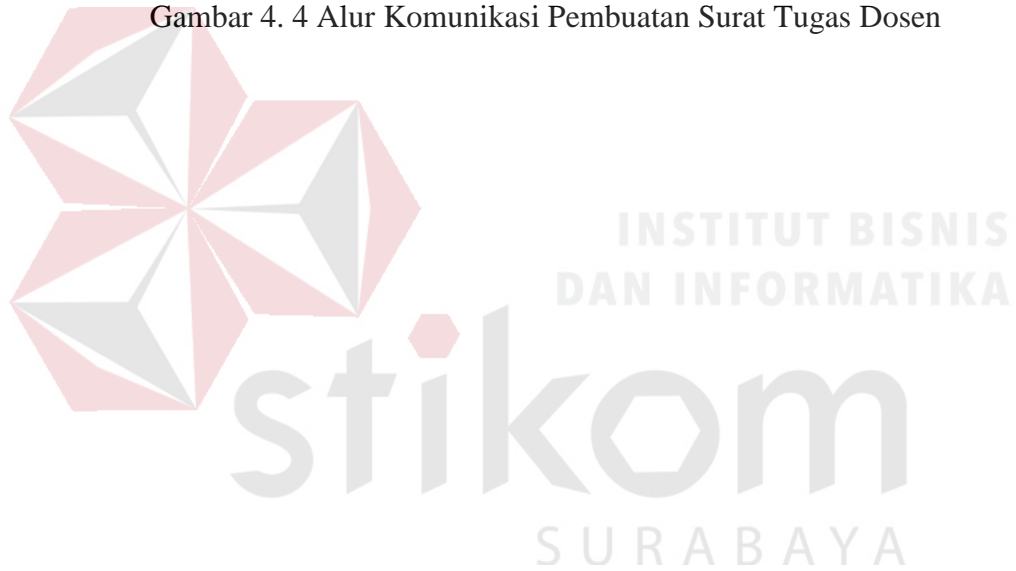 Gambar 4. 4 Alur Komunikasi Pembuatan Surat Tugas Dosen
INSTITUT BISNIS
DAN INFORMATIKA
stikom
SURABAYA